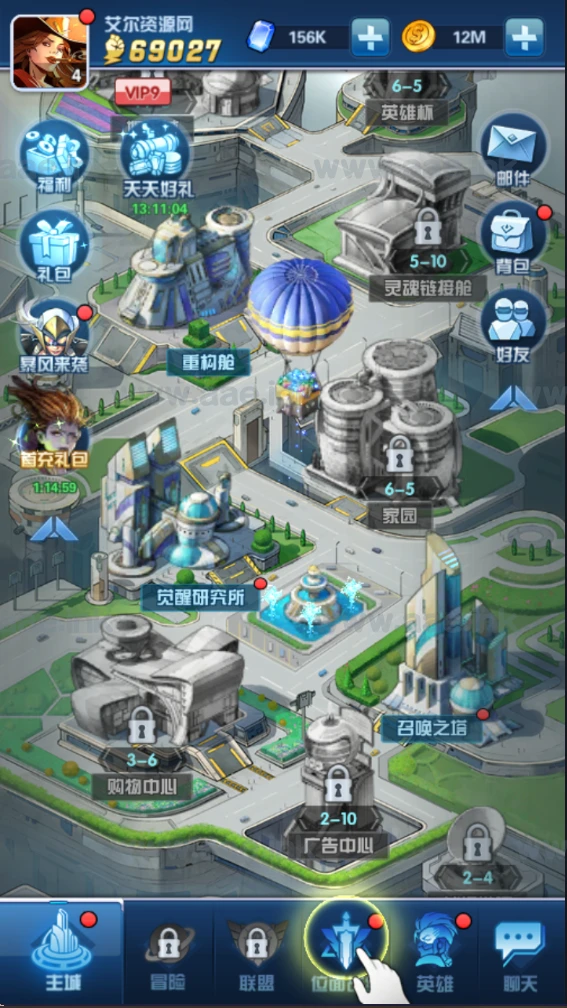 艾尔资源网
69027
156K
12M
4
VIP9
6-5
英雄杯
福利
天天好礼
13:11:04
邮件
礼包
5-10
灵魂链接舱
背包
暴风来袭
重构舱
好友
首充礼包
1:14:59
6-5
家园
觉醒研究所
召唤之塔
3-6
购物中心
2-10
广告中心
2-4
主城
冒险
联盟
位面
英雄
聊天